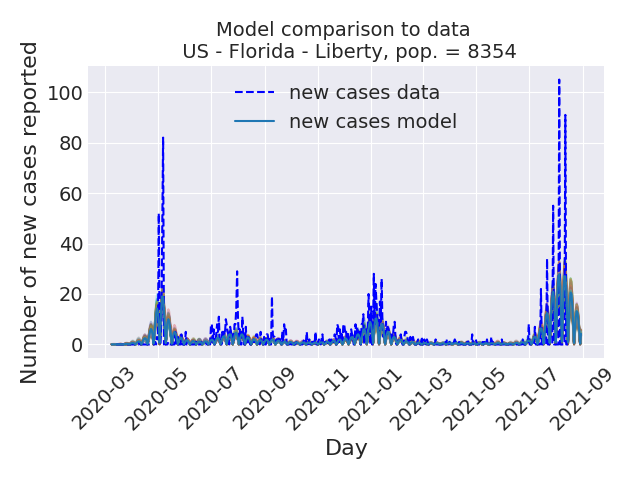 Model comparison to data
US - Florida - Liberty, pop. = 8354
new cases data
new cases model
Number of new cases reported
100
80
60
40
20
0
2020-03
2020-05
2020-07
2020-09
2020-11
2021-01
2021-03
2021-05
2021-07
2021-09
Day